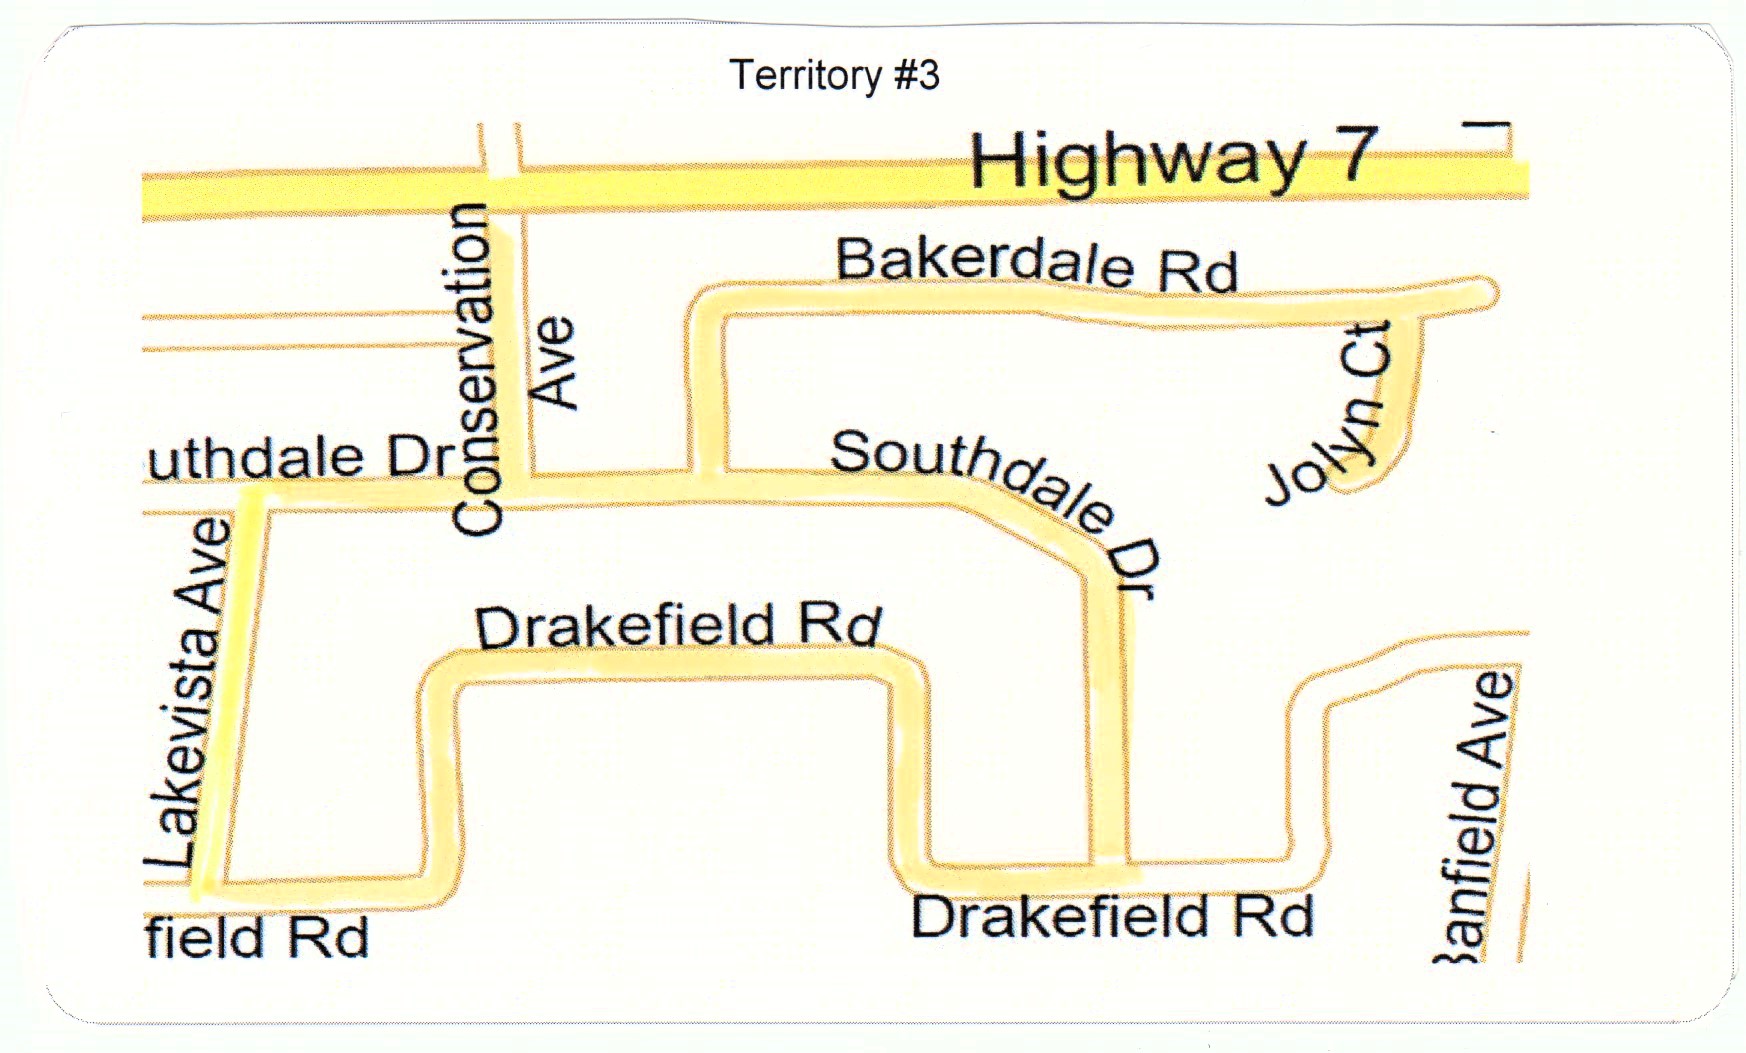 Territory #3
Highway 7
Conservation
Ave
Bakerdale Rd
Jolyn Ct
uthdale Dr
Southdale Dr
Lakevista Ave
Drakefield Rd
field Rd
Drakefield Rd
Banfield Ave